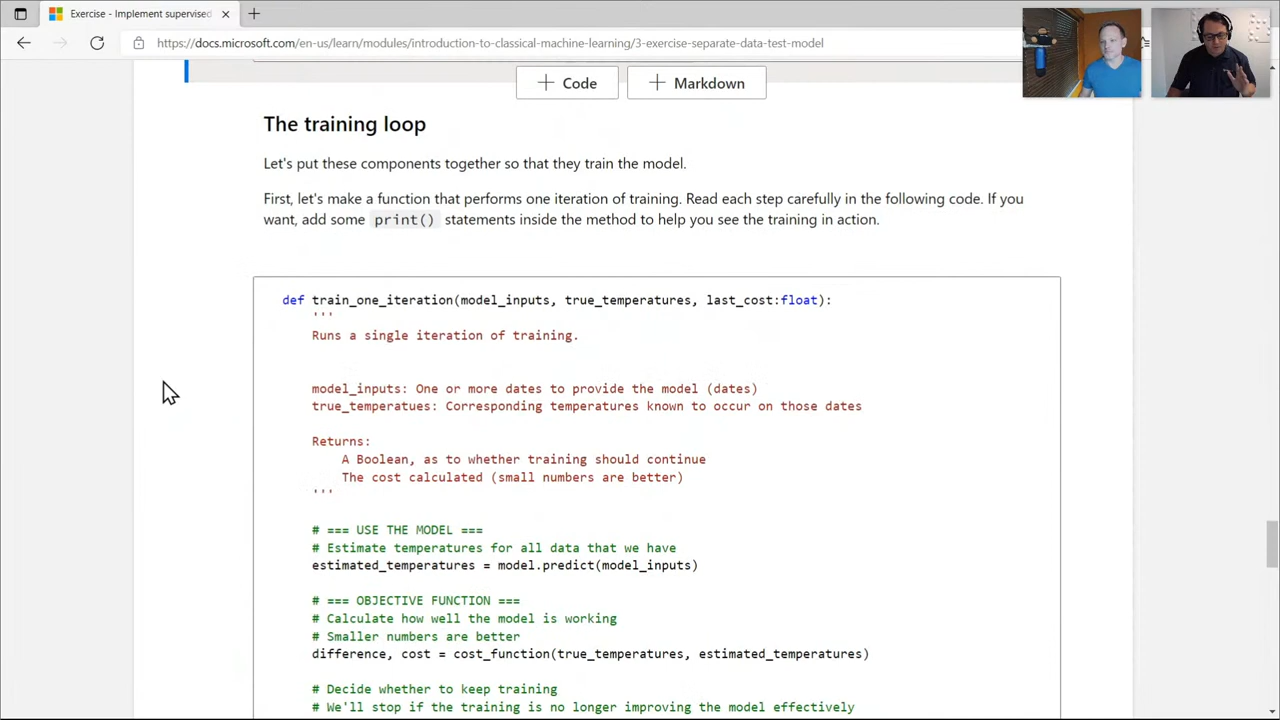 Exercise - Implement supervised
https://docs.microsoft.com/en-us/learn/modules/introduction-to-classical-machine-learning/3-exercise-separate-data-test-model
+ Code
+ Markdown
The training loop
Let's put these components together so that they train the model.
First, let's make a function that performs one iteration of training. Read each step carefully in the following code. If you
want, add some print() statements inside the method to help you see the training in action.
def train_one_iteration(model_inputs, true_temperatures, last_cost:float):
'''
Runs a single iteration of training.
model_inputs: One or more dates to provide the model (dates)
true_temperatues: Corresponding temperatures known to occur on those dates
Returns:
A Boolean, as to whether training should continue
The cost calculated (small numbers are better)
'''
# === USE THE MODEL ===
# Estimate temperatures for all data that we have
estimated_temperatures = model.predict(model_inputs)
# === OBJECTIVE FUNCTION ===
# Calculate how well the model is working
# Smaller numbers are better
difference, cost = cost_function(true_temperatures, estimated_temperatures)
# Decide whether to keep training
# We'll stop if the training is no longer improving the model effectively